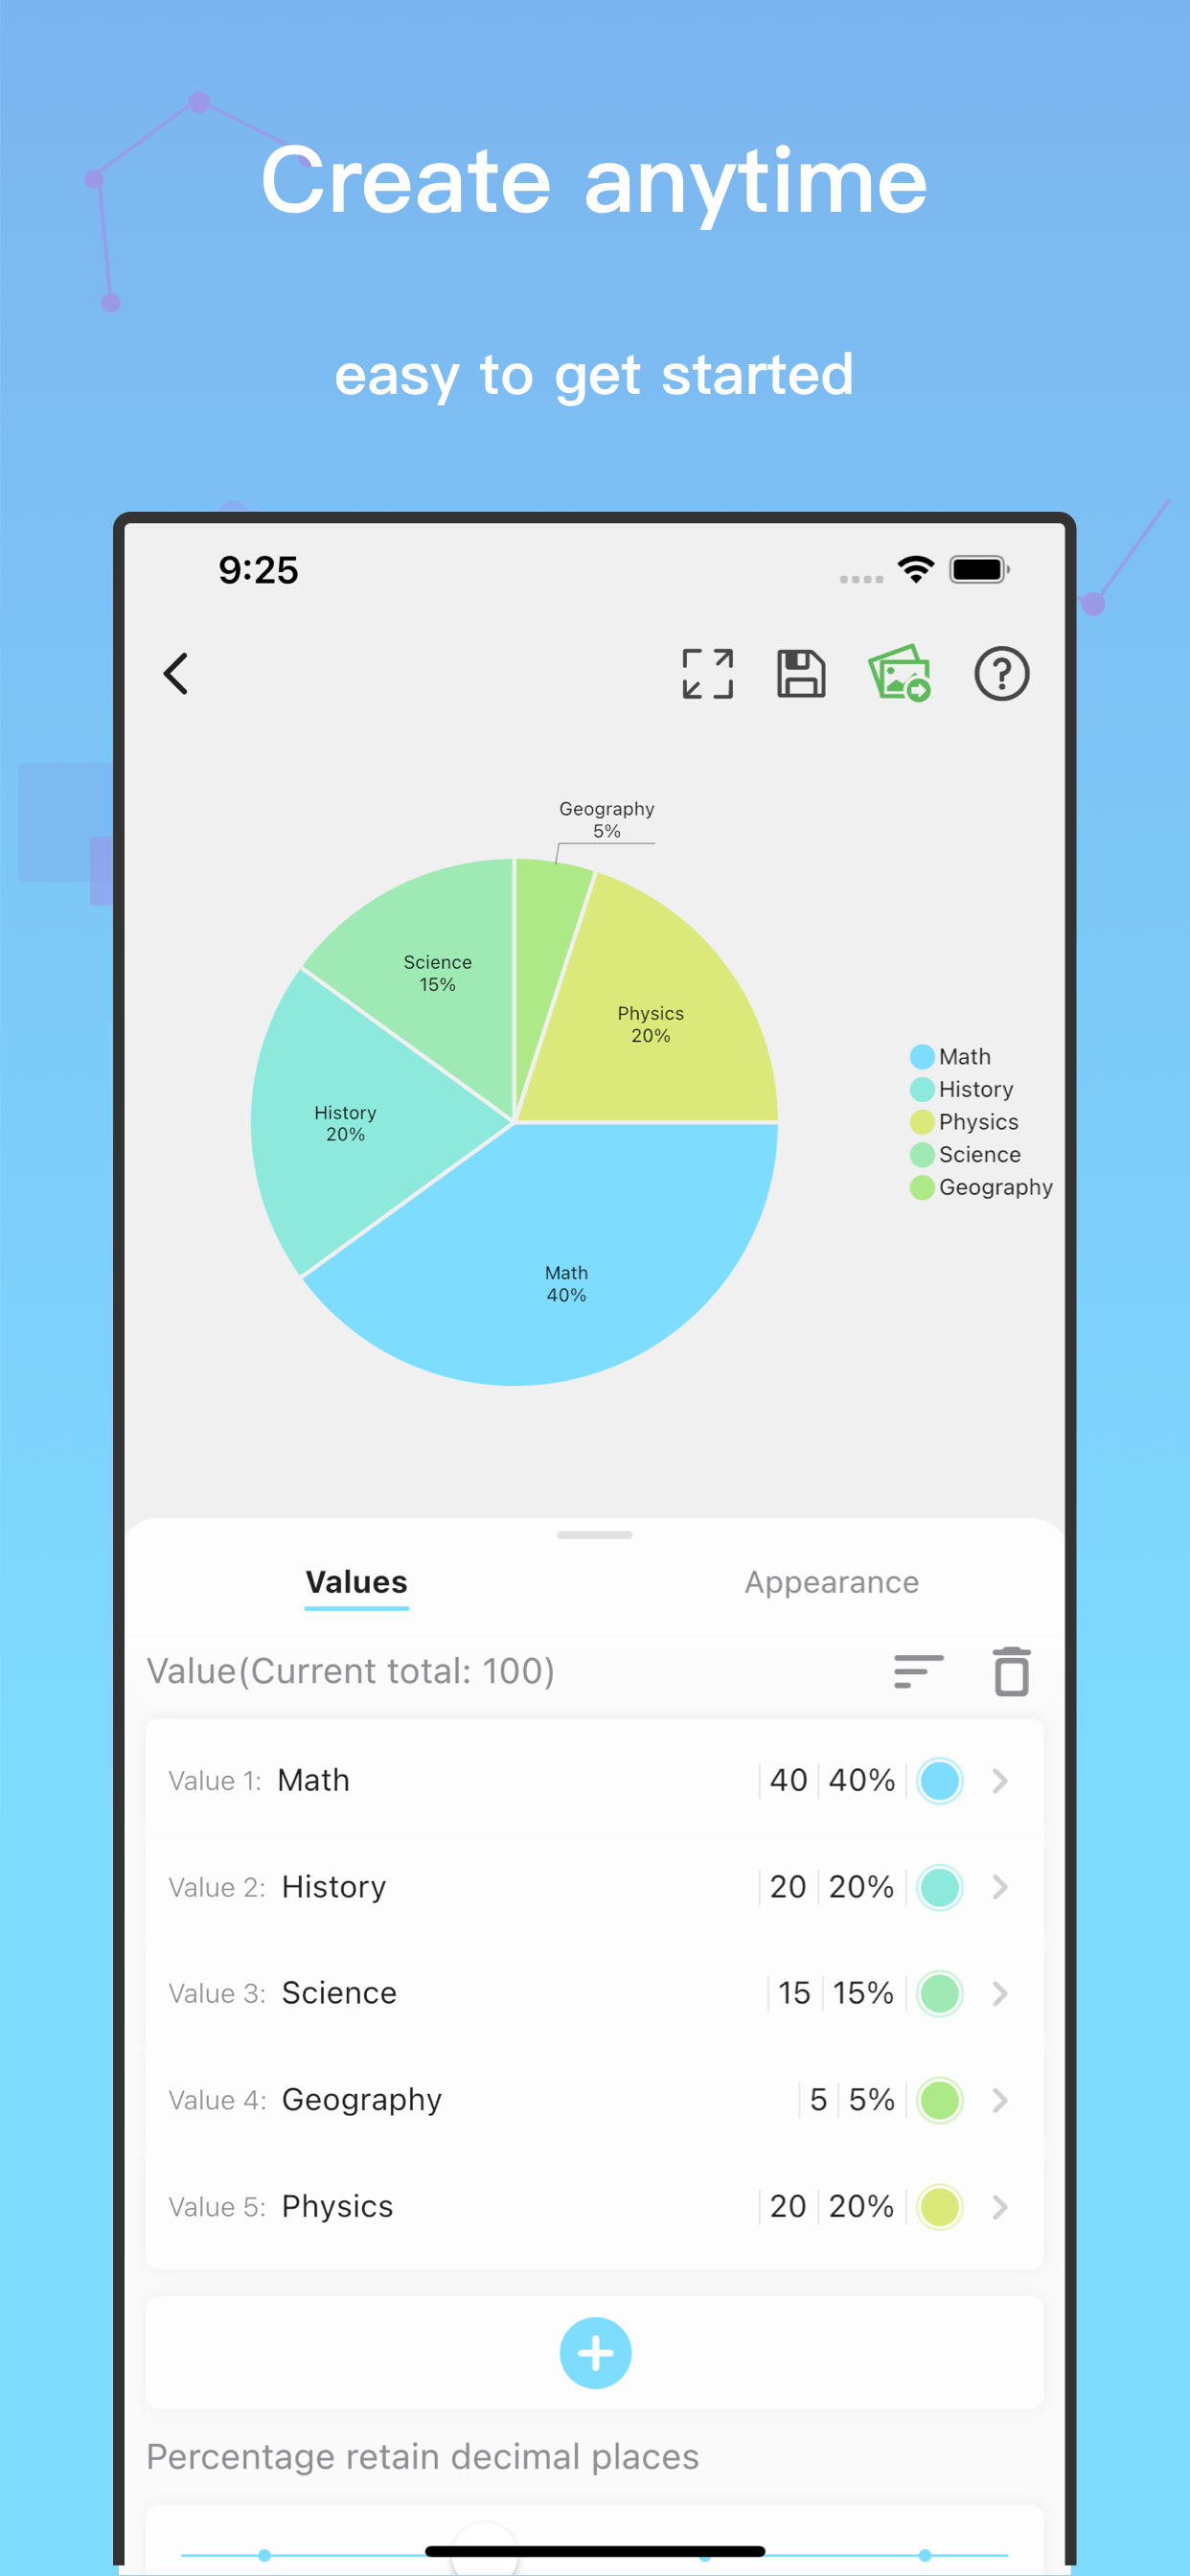 Create anytime
easy to get started
9:25
Geography
5%
Science
15%
Physics
20%
History
20%
Math
40%
Math
History
Physics
Science
Geography
Values
Appearance
Value(Current total: 100)
Value 1: Math 40 40%
Value 2: History 20 20%
Value 3: Science 15 15%
Value 4: Geography 5 5%
Value 5: Physics 20 20%
Percentage retain decimal places